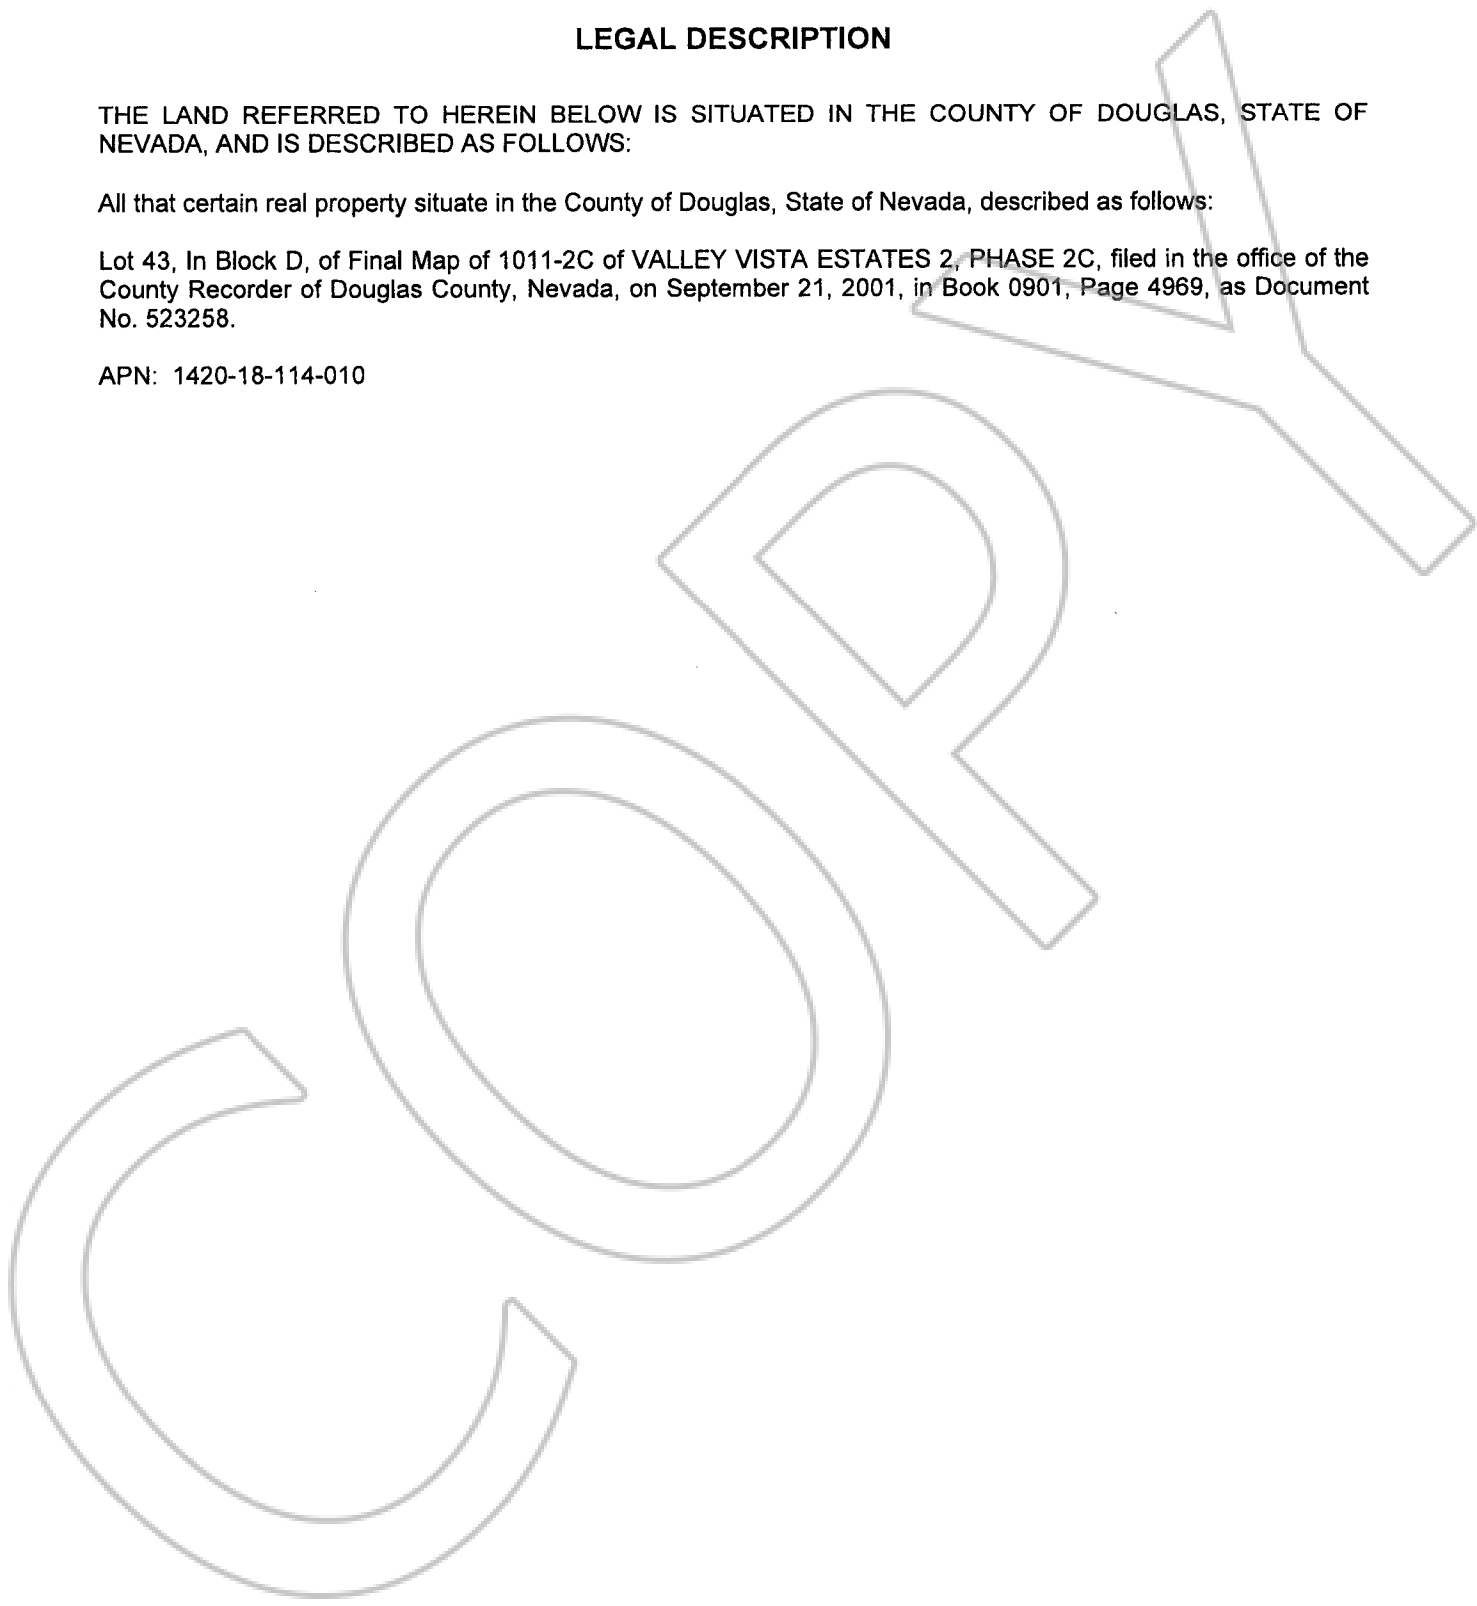 LEGAL DESCRIPTION
THE LAND REFERRED TO HEREIN BELOW IS SITUATED IN THE COUNTY OF DOUGLAS, STATE OF
NEVADA, AND IS DESCRIBED AS FOLLOWS:
All that certain real property situate in the County of Douglas, State of Nevada, described as follows:
Lot 43, In Block D, of Final Map of 1011-2C of VALLEY VISTA ESTATES 2, PHASE 2C, filed in the office of the
County Recorder of Douglas County, Nevada, on September 21, 2001, in Book 0901, Page 4969, as Document
No. 523258.
APN: 1420-18-114-010
COPY